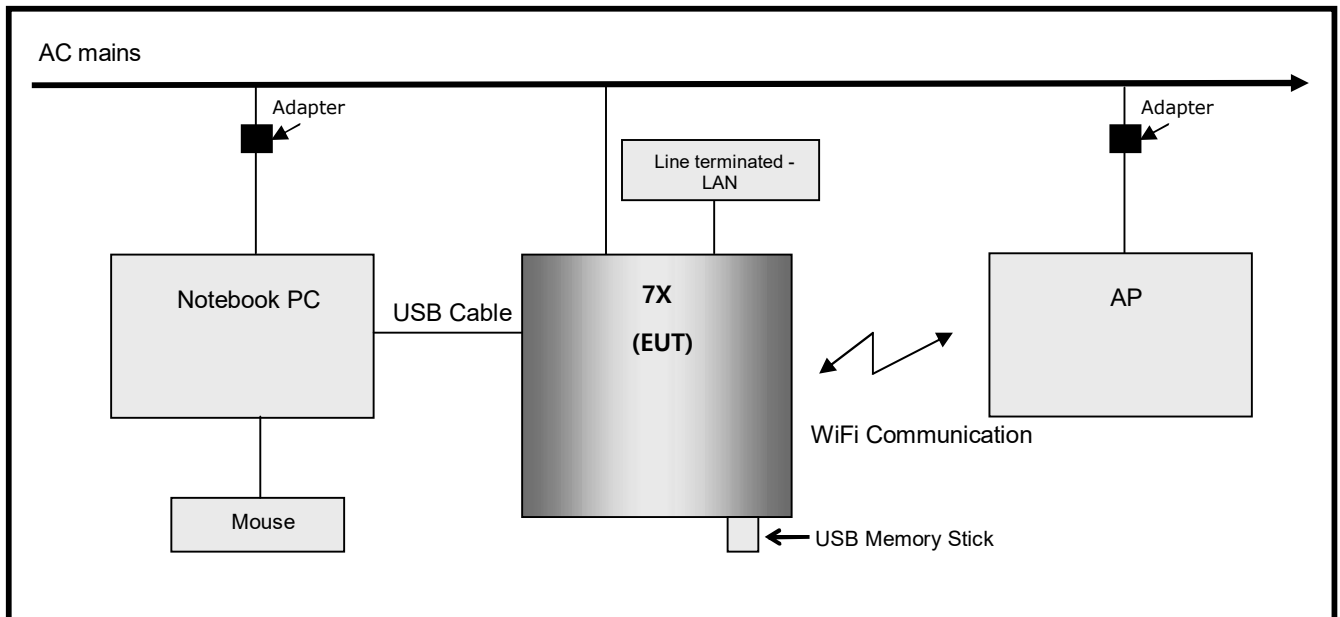 AC mains
Adapter
Adapter
Line terminated -
LAN
Notebook PC
USB Cable
7X
(EUT)
AP
WiFi Communication
Mouse
USB Memory Stick